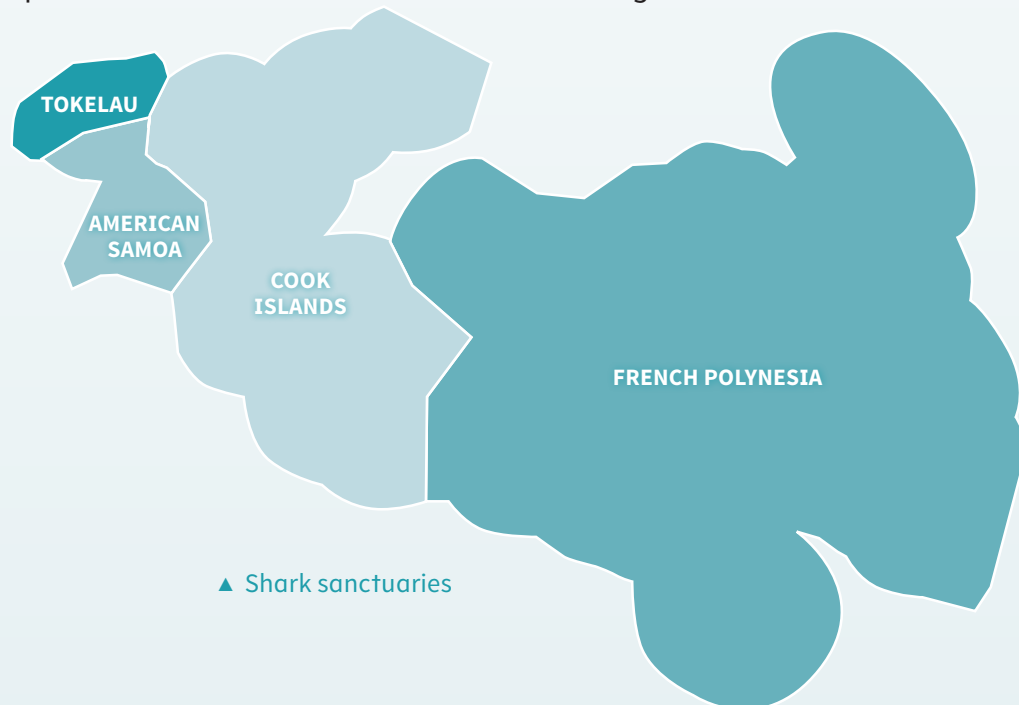 TOKELAU
AMERICAN
SAMOA
COOK
ISLANDS
FRENCH POLYNESIA
▲ Shark sanctuaries